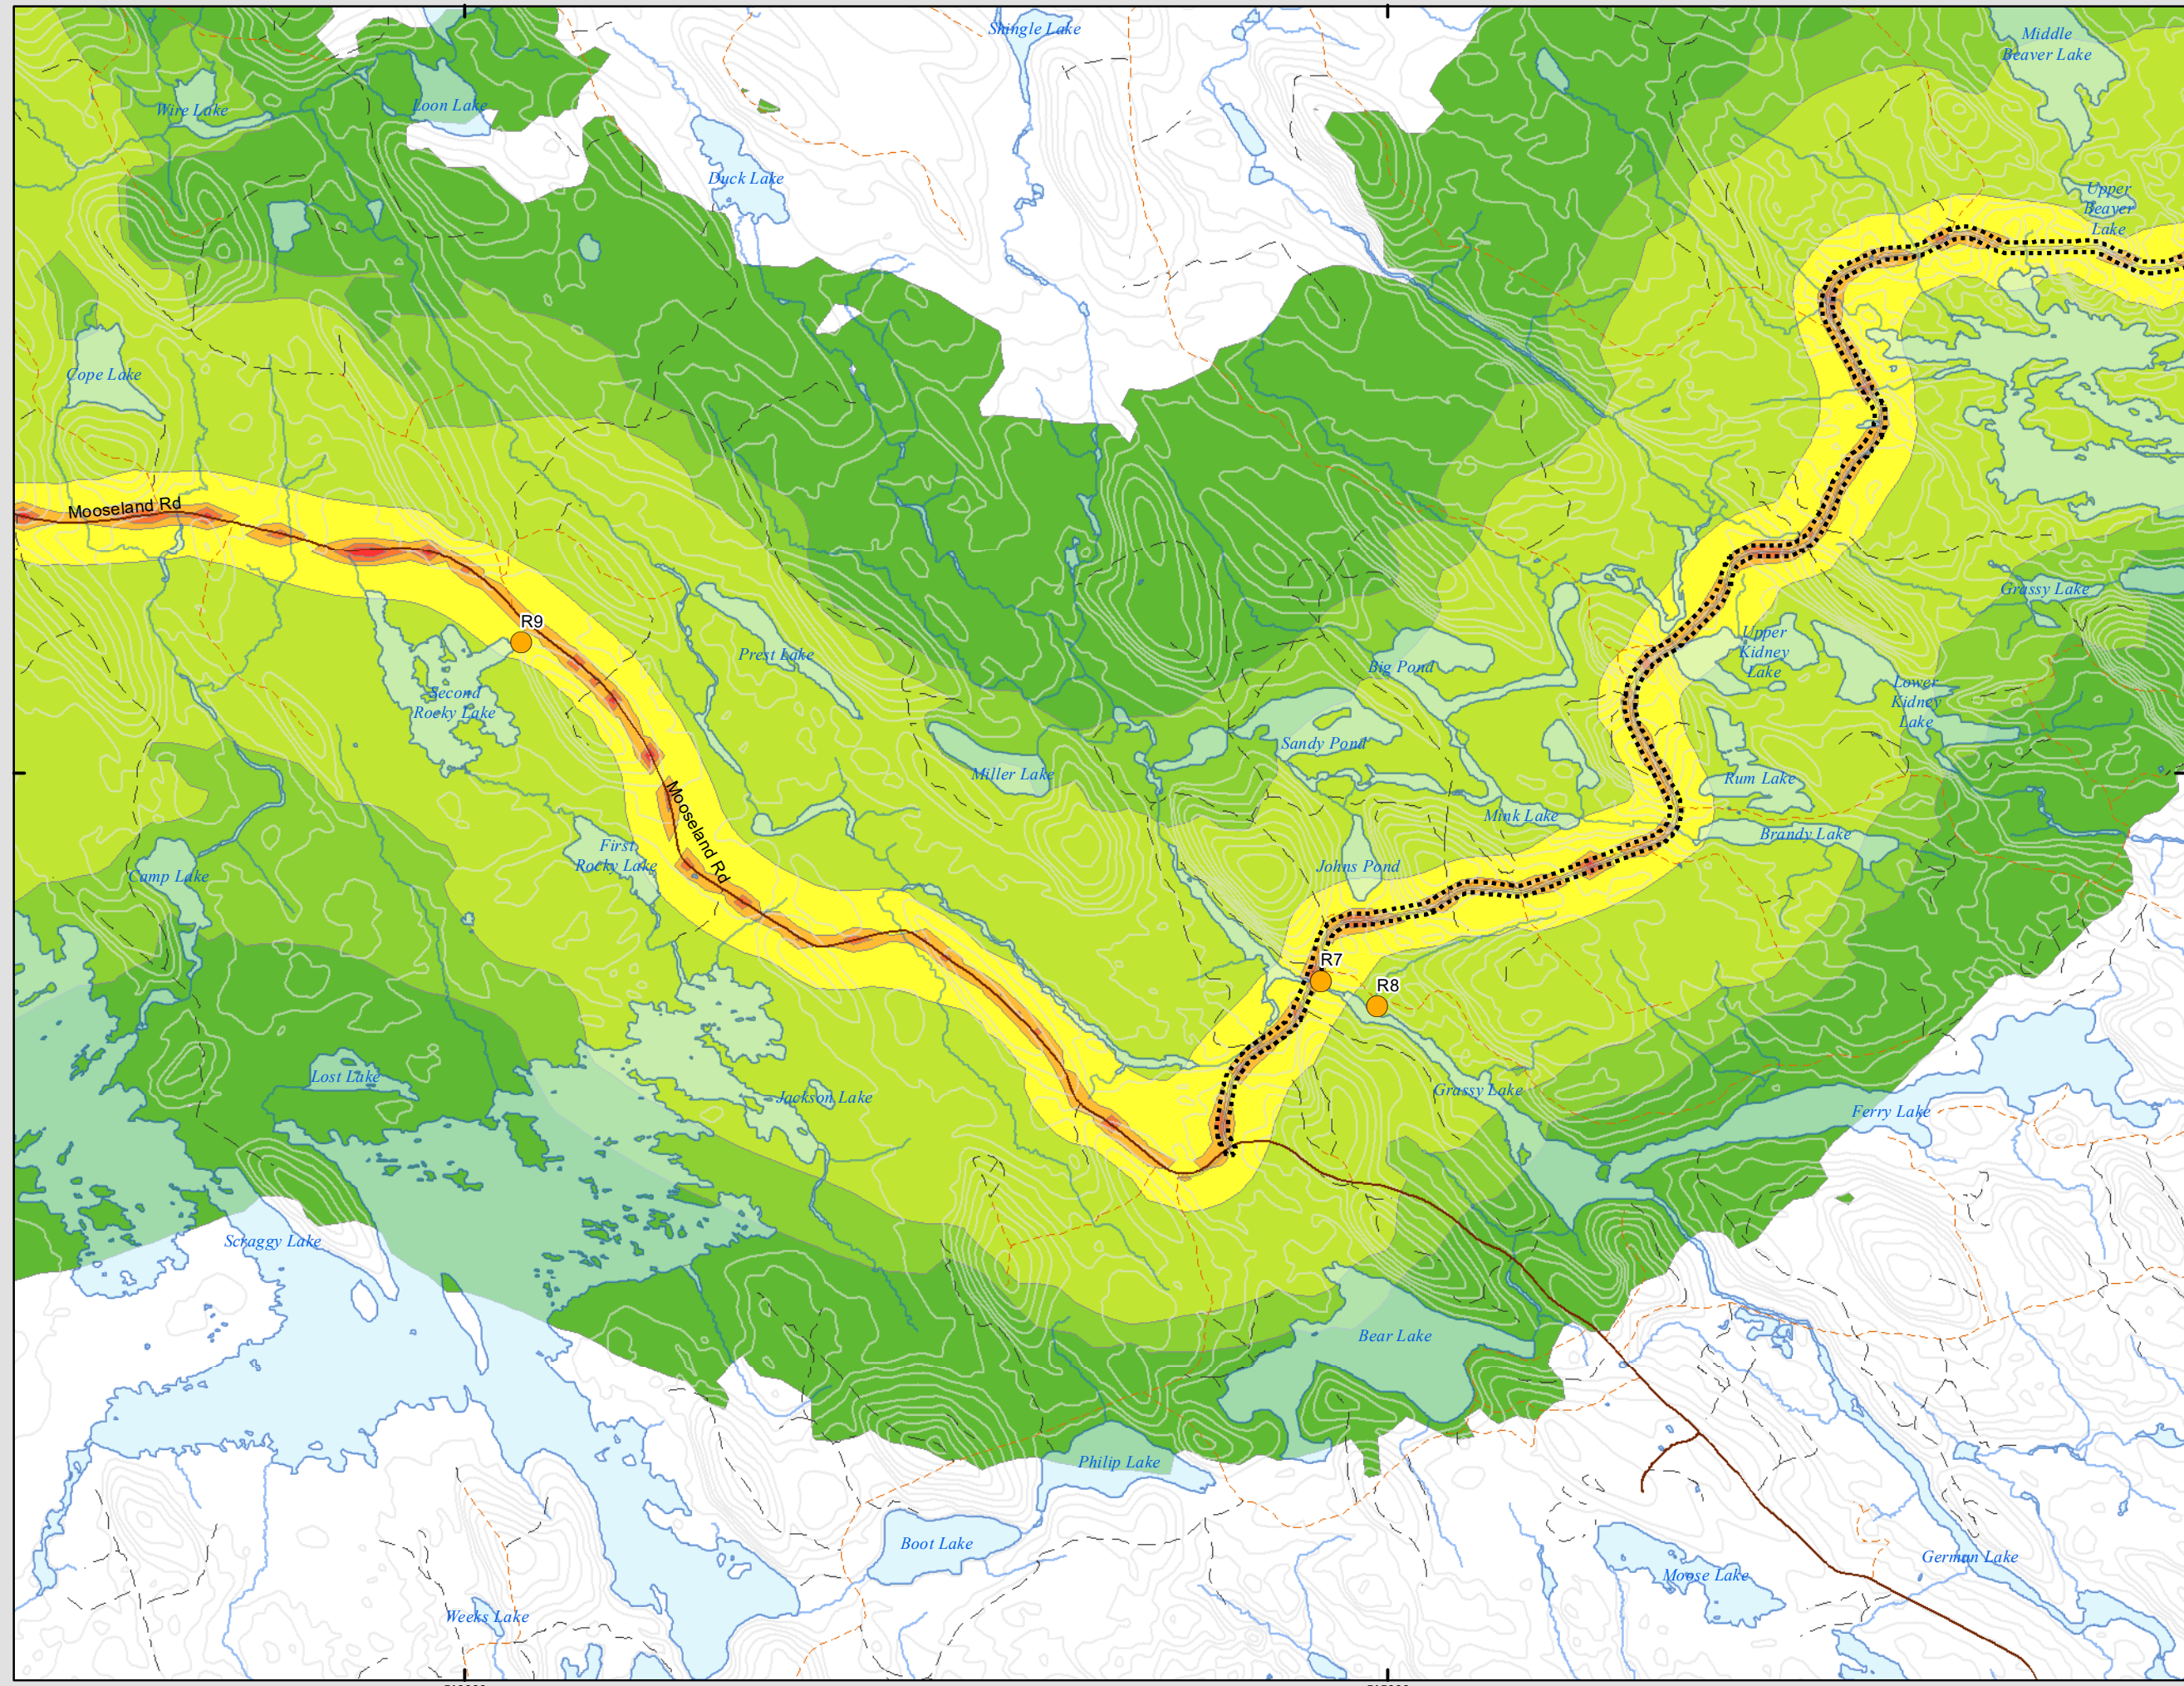 Shingle Lake
Middle
Beaver Lake
Wire Lake
Loon Lake
Duck Lake
Upper
Beaver
Lake
Cope Lake
Mooseland Rd
Grassy Lake
R9
Prest Lake
Second
Rocky Lake
Big Pond
Upper
Kidney
Lake
Lower
Kidney
Lake
Sandy Pond
Miller Lake
Rum Lake
Mooseland Rd
Mink Lake
Brandy Lake
First
Rocky Lake
Johns Pond
Camp Lake
R7
R8
Lost Lake
Jackson Lake
Grassy Lake
Ferry Lake
Scraggy Lake
Bear Lake
Philip Lake
Boot Lake
German Lake
Moose Lake
Weeks Lake